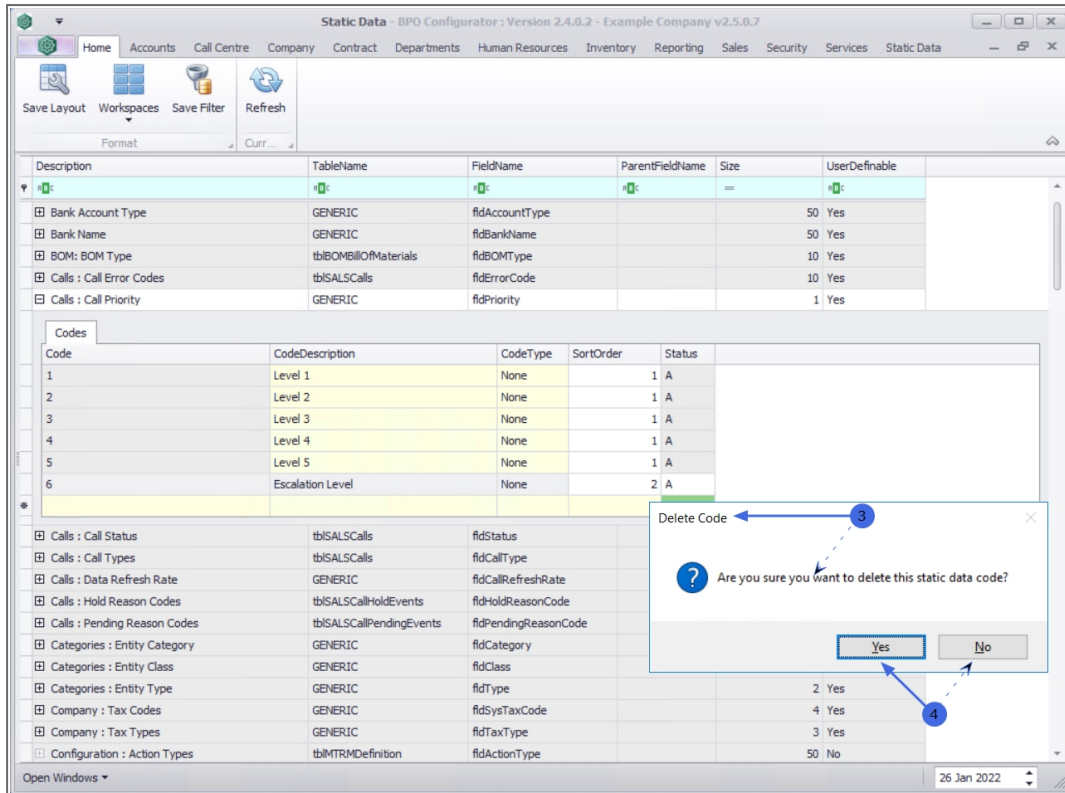 Static Data - BPO Configurator : Version 2.4.0.2 - Example Company v2.5.0.7
Home Accounts Call Centre Company Contract Departments Human Resources Inventory Reporting Sales Security Services Static Data
Save Layout Workspaces Save Filter Refresh
Format Curr...
Description TableName FieldName ParentFieldName Size UserDefinable
=
Bank Account Type GENERIC fldAccountType 50 Yes
Bank Name GENERIC fldBankName 50 Yes
BOM: BOM Type tblBOMBillOfMaterials fldBOMType 10 Yes
Calls : Call Error Codes tblSALSCalls fldErrorCode 10 Yes
Calls : Call Priority GENERIC fldPriority 1 Yes
Codes
Code CodeDescription CodeType SortOrder Status
1 Level 1 None 1 A
2 Level 2 None 1 A
3 Level 3 None 1 A
4 Level 4 None 1 A
5 Level 5 None 1 A
6 Escalation Level None 2 A
Delete Code 3
Calls : Call Status tblSALSCalls fldStatus
Calls : Call Types tblSALSCalls fldCallType
Calls : Data Refresh Rate GENERIC fldCallRefreshRate
Are you sure you want to delete this static data code?
Calls : Hold Reason Codes tblSALSCallHoldEvents fldHoldReasonCode
Calls : Pending Reason Codes tblSALSCallPendingEvents fldPendingReasonCode
Categories : Entity Category GENERIC fldCategory
Yes No
Categories : Entity Class GENERIC fldClass
Categories : Entity Type GENERIC fldType 2 Yes
Company : Tax Codes GENERIC fldSysTaxCode 4 Yes
4
Company : Tax Types GENERIC fldTaxType 3 Yes
Configuration : Action Types tblMTRMDefinition fldActionType 50 No
Open Windows 26 Jan 2022